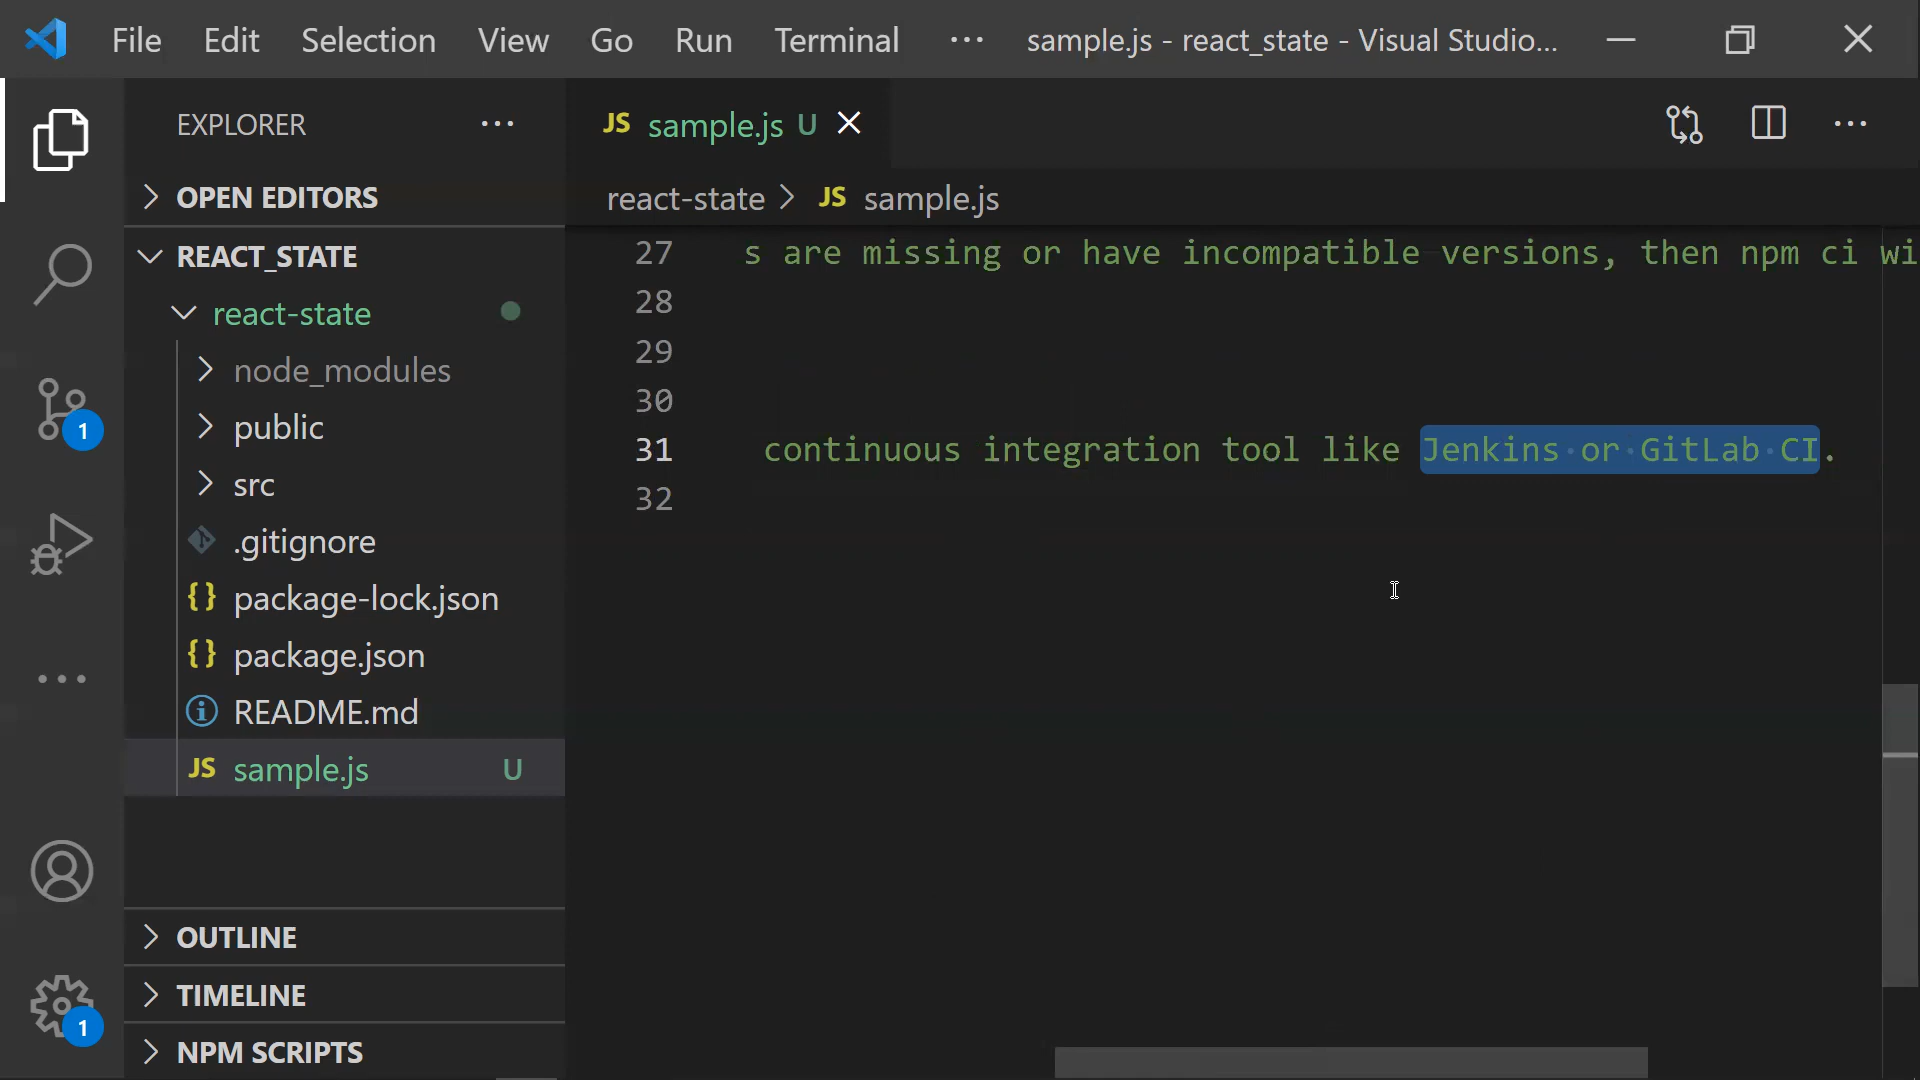 File Edit Selection View Go Run Terminal ··· sample.js - react_state - Visual Studio...
EXPLORER ···
OPEN EDITORS
REACT_STATE
react-state
node_modules
public
src
.gitignore
{} package-lock.json
{} package.json
README.md
JS sample.js U
OUTLINE
TIMELINE
NPM SCRIPTS
1
1
JS sample.js U
react-state > JS sample.js
27 s are missing or have incompatible versions, then npm ci wi
28
29
30
31 continuous integration tool like Jenkins or GitLab CI.
32